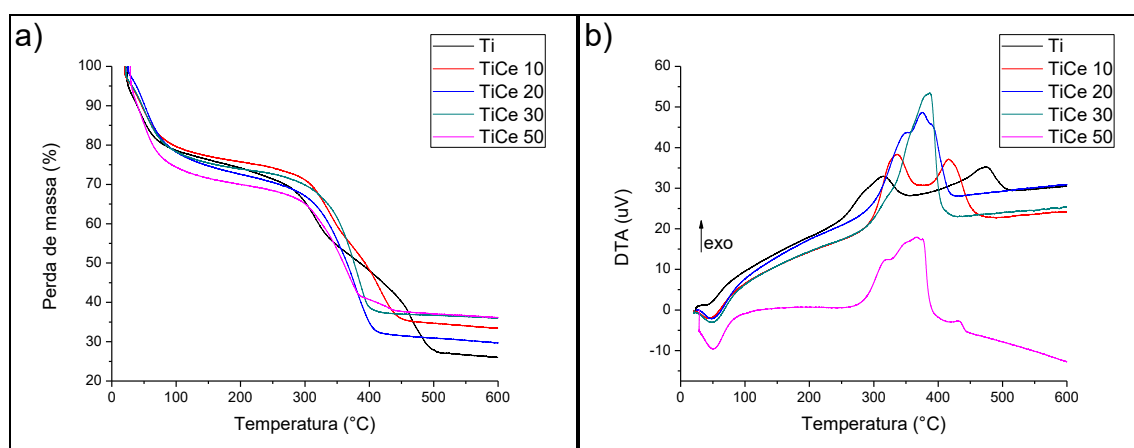 a)
Ti
TiCe 10
TiCe 20
TiCe 30
TiCe 50
100
90
80
70
60
50
40
30
20
0 100 200 300 400 500 600
Perda de massa (%)
Temperatura (°C)
b)
Ti
TiCe 10
TiCe 20
TiCe 30
TiCe 50
60
50
40
30
20
10
0
-10
0 100 200 300 400 500 600
exo
DTA (uV)
Temperatura (°C)